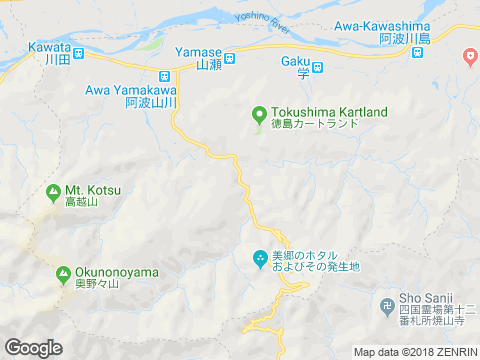 Yoshino River
Awa-Kawashima
阿波川島
Kawata
川田
Yamase
山瀬
Gaku
学
Awa Yamakawa
阿波山川
Tokushima Kartland
徳島カートランド
Mt. Kotsu
高越山
美郷のホタル
およびその発生地
Okunonoyama
奥野々山
Sho Sanji
四国霊場第十二
番札所焼山寺
Google
Map data ©2018 ZENRIN